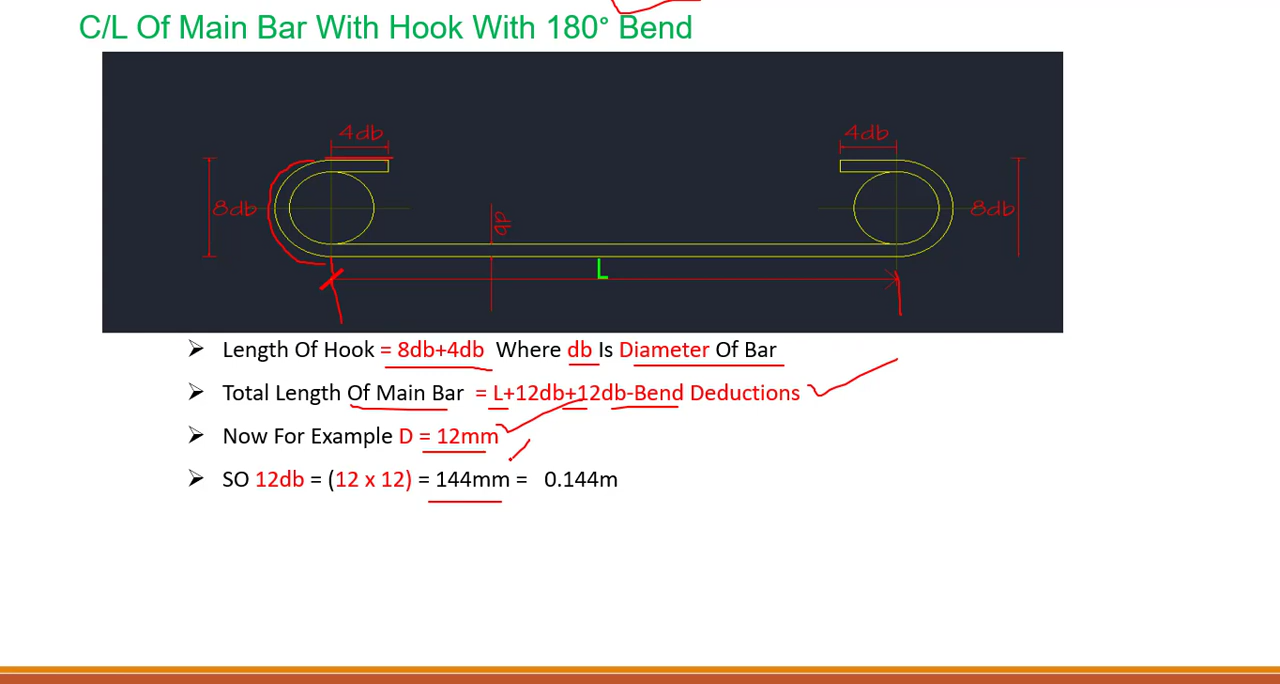 C/L Of Main Bar With Hook With 180° Bend
4db
4db
8db
db
8db
L
➢ Length Of Hook = 8db+4db Where db Is Diameter Of Bar
➢ Total Length Of Main Bar = L+12db+12db-Bend Deductions
➢ Now For Example D = 12mm
➢ SO 12db = (12 x 12) = 144mm = 0.144m